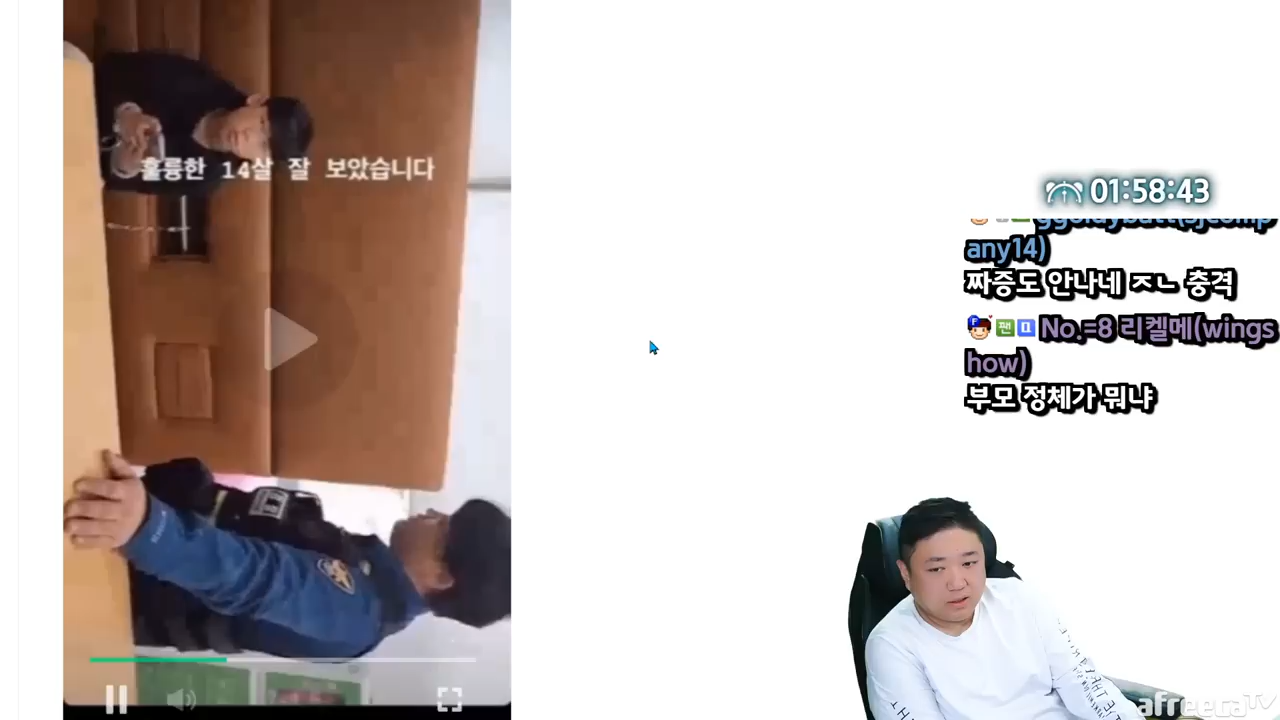 훌륭한 14살 잘 보았습니다
01:58:43
any14)
짜증도 안나네 ㅈㄴ 충격
No.=8 리켈메(wings
how)
부모 정체가 뭐냐
afreecaTV